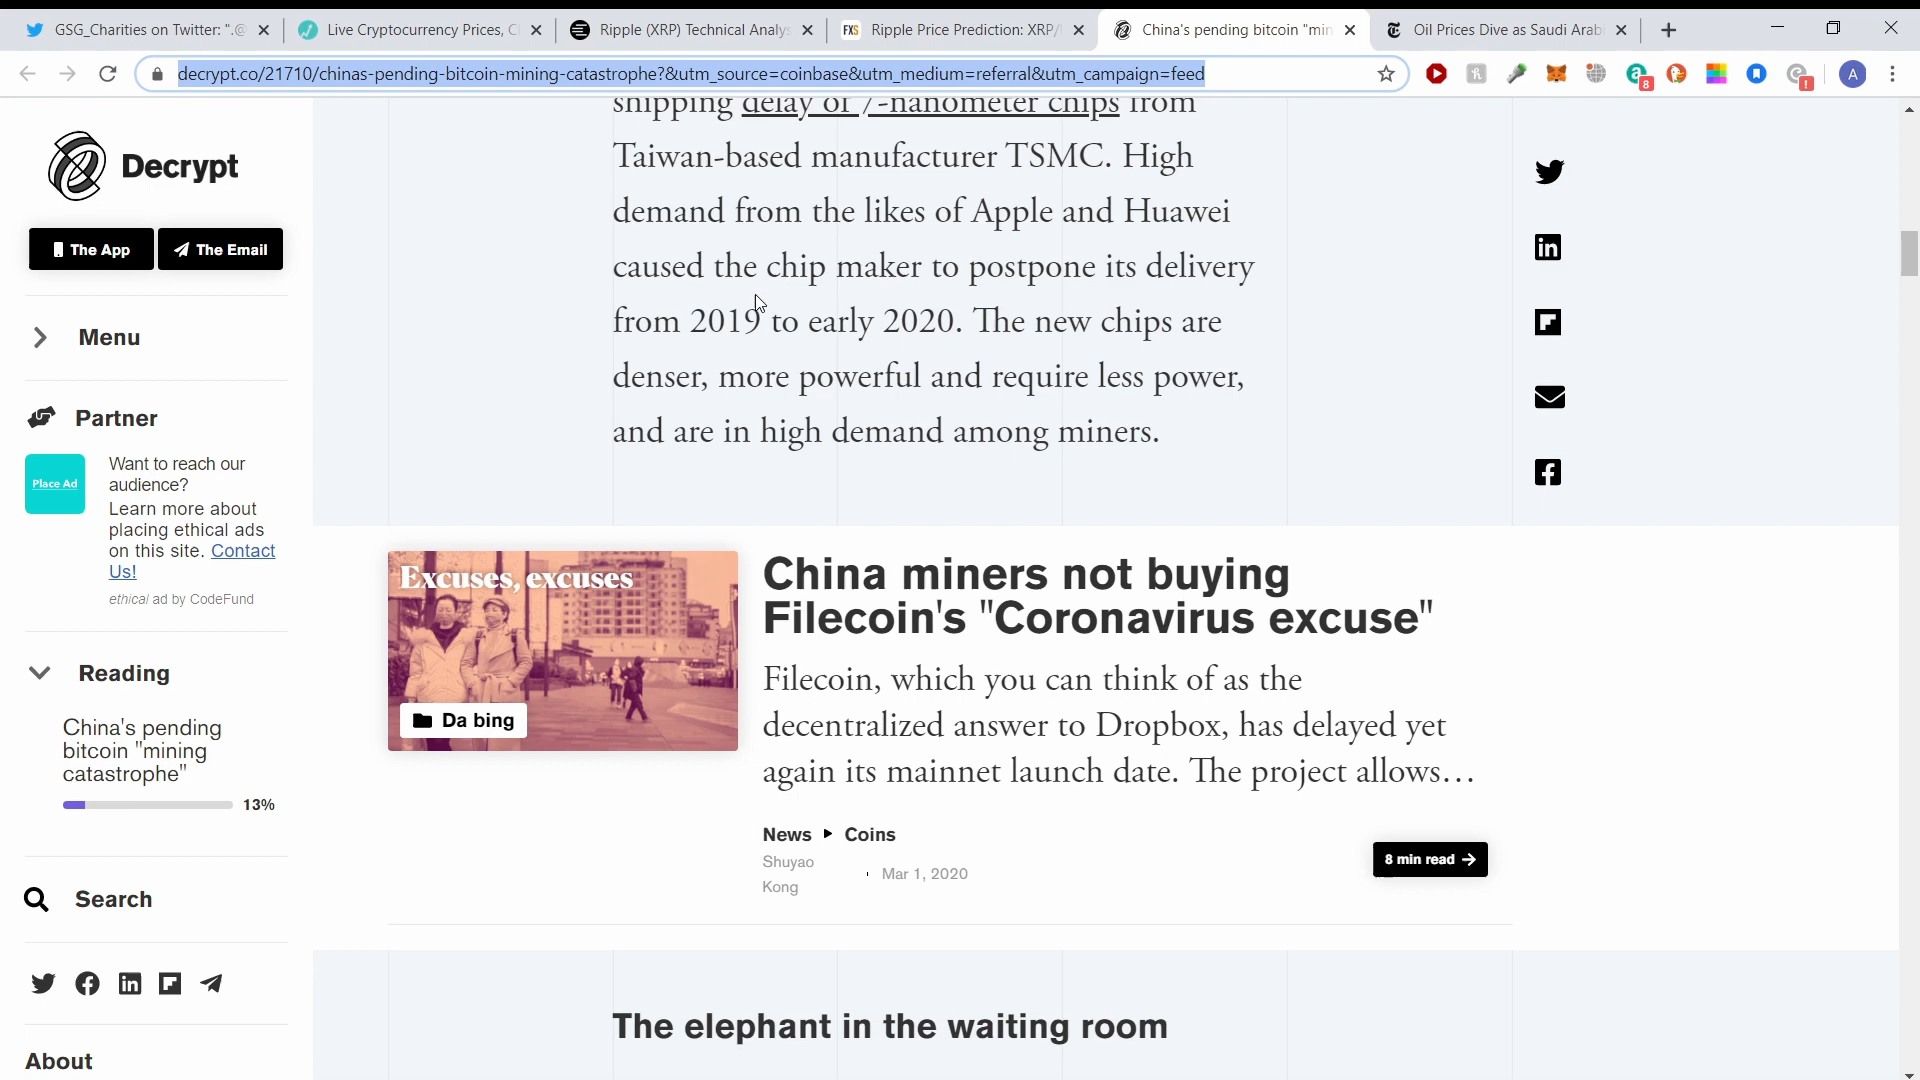 GSG_Charities on Twitter: ".@
Live Cryptocurrency Prices, C
Ripple (XRP) Technical Analys
FXS
Ripple Price Prediction: XRP/
China's pending bitcoin "min
Oil Prices Dive as Saudi Arab
decrypt.co/21710/chinas-pending-bitcoin-mining-catastrophe?&utm_source=coinbase&utm_medium=referral&utm_campaign=feed
8
!
A
Decrypt
The App
The Email
Menu
Partner
Place Ad
Want to reach our
audience?
Learn more about
placing ethical ads
on this site. Contact
Us!
ethical ad by CodeFund
Reading
China's pending
bitcoin "mining
catastrophe"
13%
Search
About
shipping delay of 7-nanometer chips from
Taiwan-based manufacturer TSMC. High
demand from the likes of Apple and Huawei
caused the chip maker to postpone its delivery
from 2019 to early 2020. The new chips are
denser, more powerful and require less power,
and are in high demand among miners.
Excuses, excuses
Da bing
China miners not buying
Filecoin's "Coronavirus excuse"
Filecoin, which you can think of as the
decentralized answer to Dropbox, has delayed yet
again its mainnet launch date. The project allows...
News ▸ Coins
Shuyao
Kong
Mar 1, 2020
8 min read →
The elephant in the waiting room